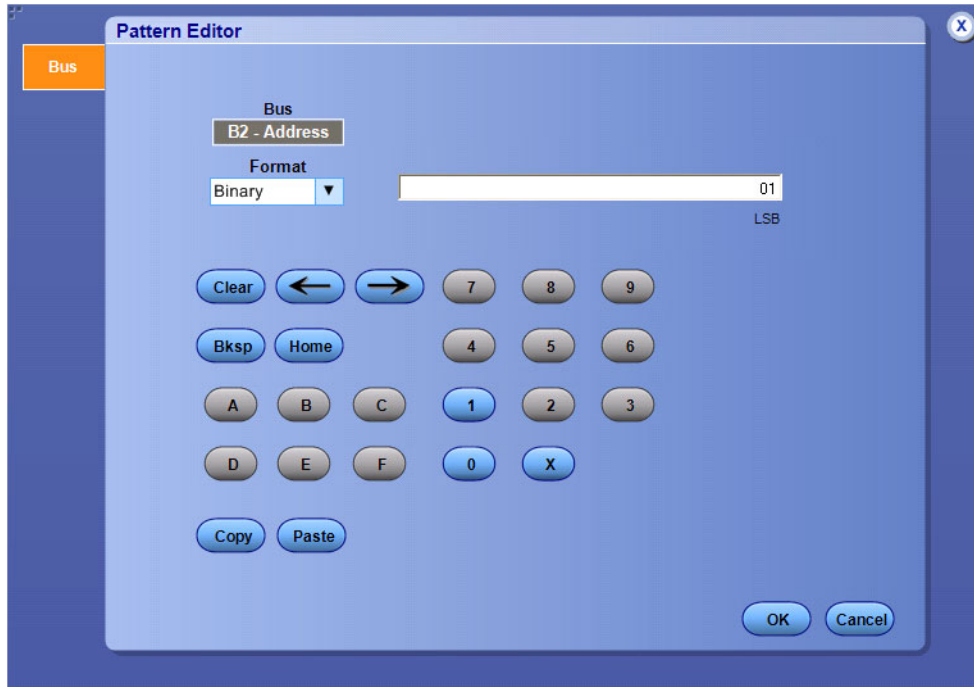 Pattern Editor
X
Bus
Bus
B2 - Address
Format
Binary
01
LSB
Clear 7 8 9
Bksp Home 4 5 6
A B C 1 2 3
D E F 0 X
Copy Paste
OK Cancel